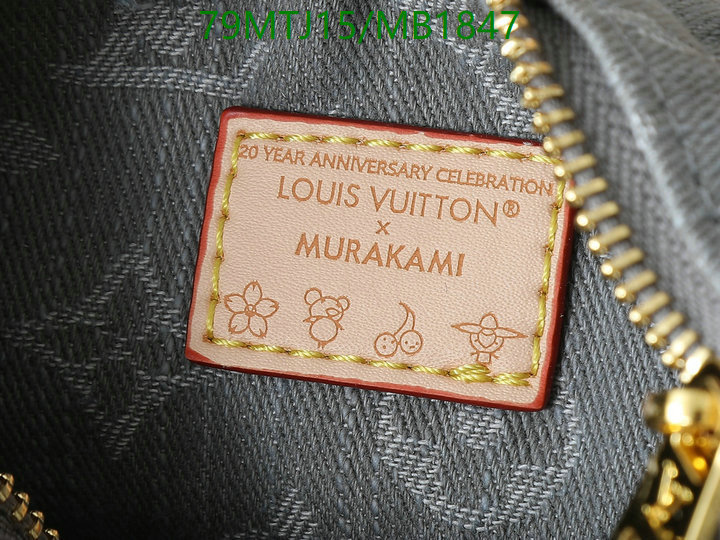 79MTJ15/MB1847
20 YEAR ANNIVERSARY CELEBRATION
LOUIS VUITTON®
x
MURAKAMI